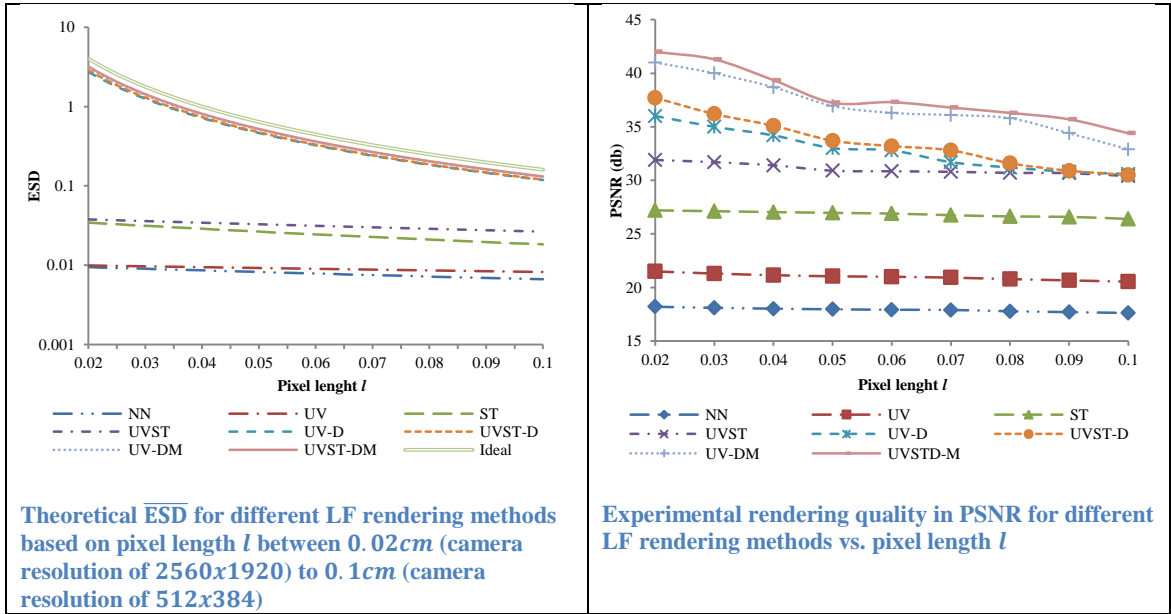 10
1
0.1
0.01
0.001
ESD
0.02 0.03 0.04 0.05 0.06 0.07 0.08 0.09 0.1
Pixel lenght l
NN UV ST
UVST UV-D UVST-D
UV-DM UVST-DM Ideal
Theoretical ESD for different LF rendering methods
based on pixel length l between 0.02cm (camera
resolution of 2560x1920) to 0.1cm (camera
resolution of 512x384)
45
40
35
30
25
20
15
PSNR (db)
0.02 0.03 0.04 0.05 0.06 0.07 0.08 0.09 0.1
Pixel lenght l
NN UV ST
UVST UV-D UVST-D
UV-DM UVSTD-M
Experimental rendering quality in PSNR for different
LF rendering methods vs. pixel length l